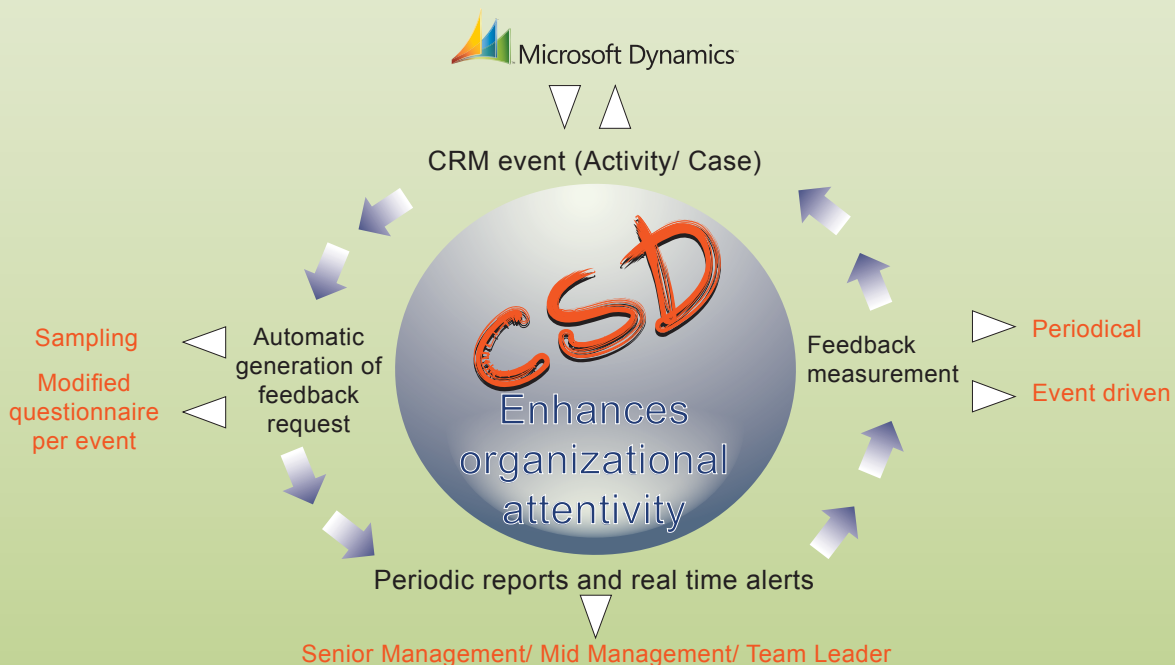 Microsoft Dynamics™
CRM event (Activity/ Case)
CSD
Enhances
organizational
attentivity
Sampling
Modified
questionnaire
per event
Automatic
generation of
feedback
request
Feedback
measurement
Periodical
Event driven
Periodic reports and real time alerts
Senior Management/ Mid Management/ Team Leader